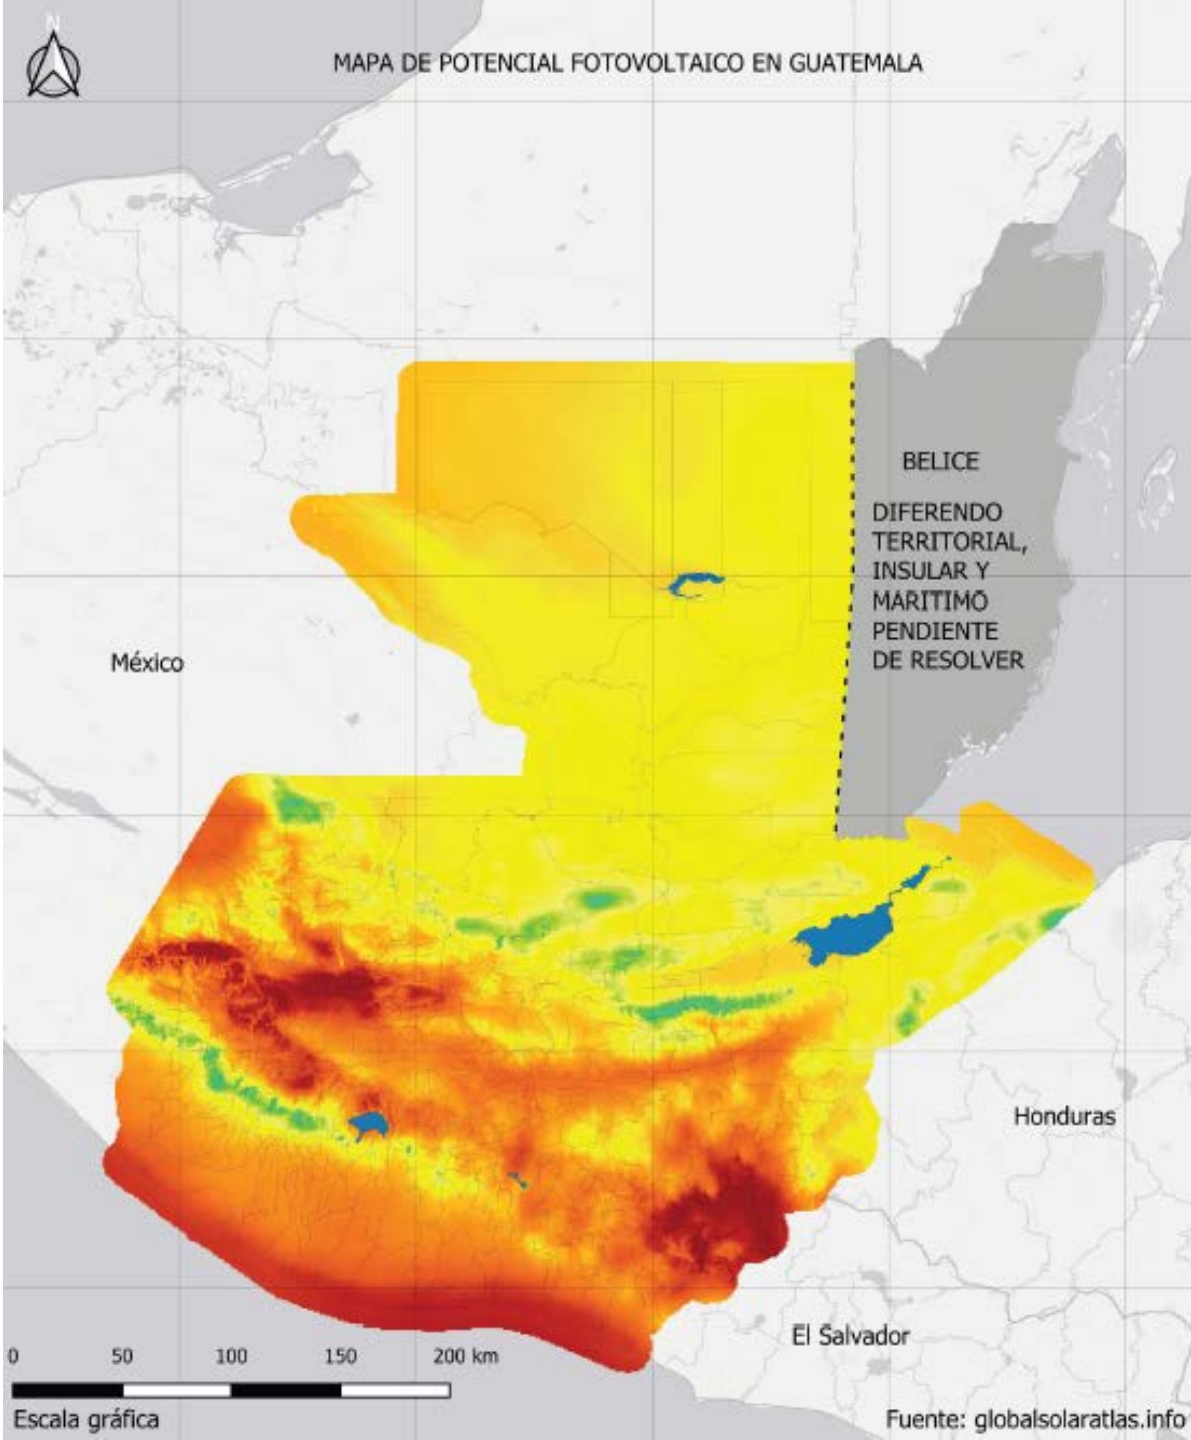 N
MAPA DE POTENCIAL FOTOVOLTAICO EN GUATEMALA
BELICE
DIFERENDO
TERRITORIAL,
INSULAR Y
MARITIMO
PENDIENTE
DE RESOLVER
México
Honduras
El Salvador
0 50 100 150 200 km
Escala gráfica
Fuente: globalsolaratlas.info